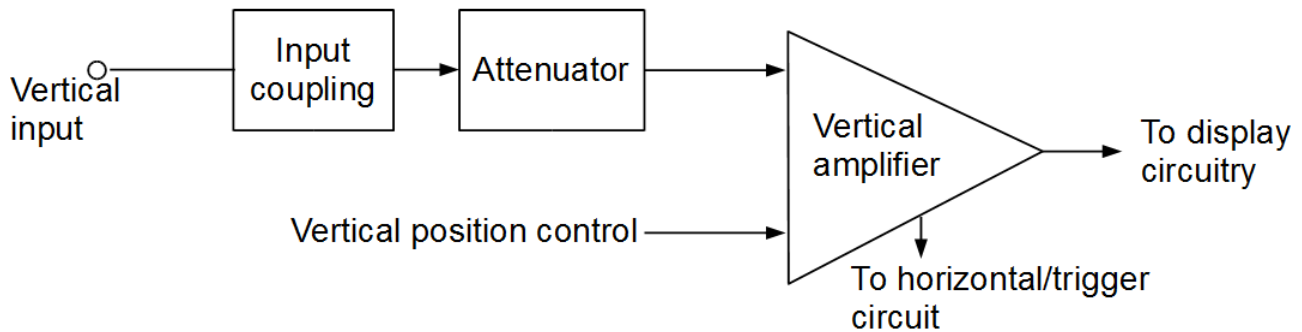 Vertical
input
Input
coupling
Attenuator
Vertical
amplifier
To display
circuitry
Vertical position control
To horizontal/trigger
circuit